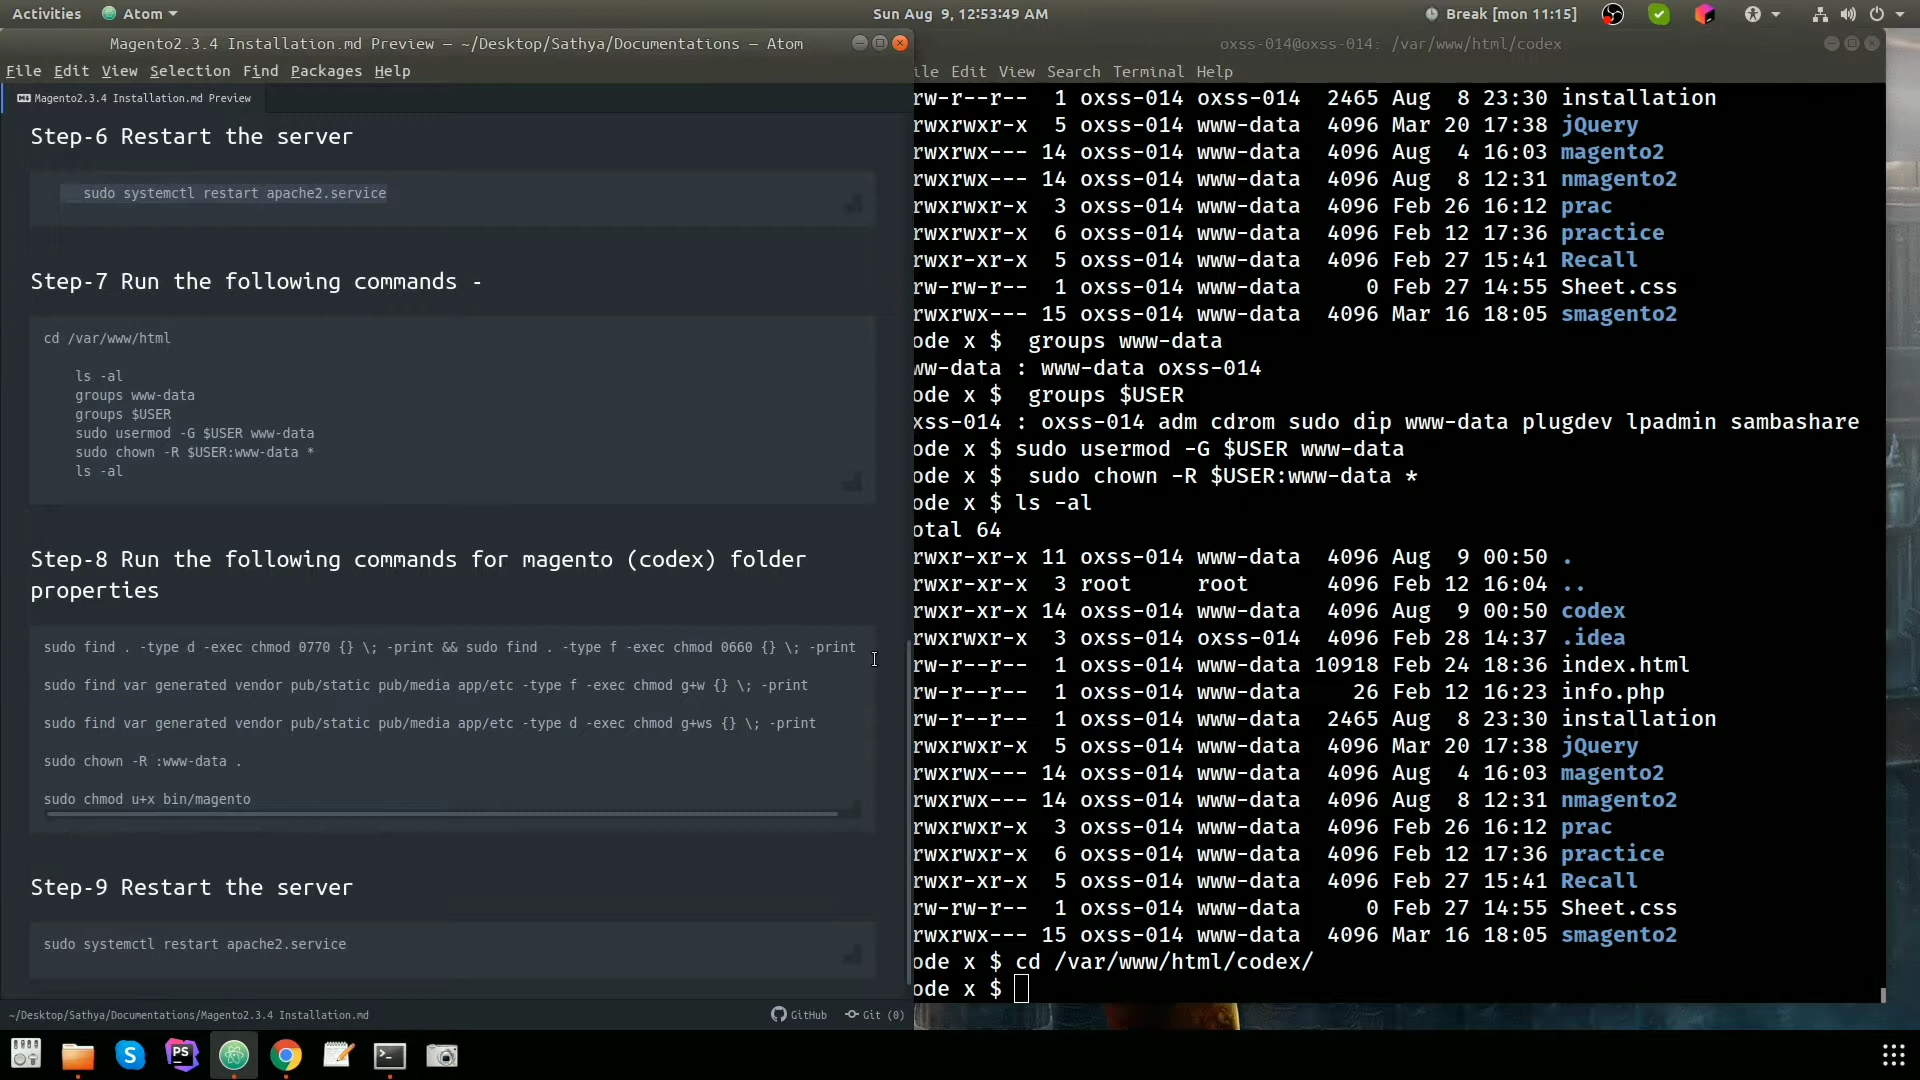 Activities Atom Sun Aug 9, 12:53:49 AM Break [mon 11:15]
Magento2.3.4 Installation.md Preview — ~/Desktop/Sathya/Documentations — Atom
File Edit View Selection Find Packages Help
Magento2.3.4 Installation.md Preview
Step-6 Restart the server
sudo systemctl restart apache2.service
Step-7 Run the following commands -
cd /var/www/html
ls -al
groups www-data
groups $USER
sudo usermod -G $USER www-data
sudo chown -R $USER:www-data *
ls -al
Step-8 Run the following commands for magento (codex) folder
properties
sudo find . -type d -exec chmod 0770 {} \; -print && sudo find . -type f -exec chmod 0660 {} \; -print
sudo find var generated vendor pub/static pub/media app/etc -type f -exec chmod g+w {} \; -print
sudo find var generated vendor pub/static pub/media app/etc -type d -exec chmod g+ws {} \; -print
sudo chown -R :www-data .
sudo chmod u+x bin/magento
Step-9 Restart the server
sudo systemctl restart apache2.service
~/Desktop/Sathya/Documentations/Magento2.3.4 Installation.md GitHub Git (0)
oxss-014@oxss-014: /var/www/html/codex
ile Edit View Search Terminal Help
rw-r--r-- 1 oxss-014 oxss-014 2465 Aug 8 23:30 installation
rwxrwxr-x 5 oxss-014 www-data 4096 Mar 20 17:38 jQuery
rwxrwx--- 14 oxss-014 www-data 4096 Aug 4 16:03 magento2
rwxrwx--- 14 oxss-014 www-data 4096 Aug 8 12:31 nmagento2
rwxrwxr-x 3 oxss-014 www-data 4096 Feb 26 16:12 prac
rwxrwxr-x 6 oxss-014 www-data 4096 Feb 12 17:36 practice
rwxr-xr-x 5 oxss-014 www-data 4096 Feb 27 15:41 Recall
rw-rw-r-- 1 oxss-014 www-data 0 Feb 27 14:55 Sheet.css
rwxrwx--- 15 oxss-014 www-data 4096 Mar 16 18:05 smagento2
ode x $ groups www-data
ww-data : www-data oxss-014
ode x $ groups $USER
xss-014 : oxss-014 adm cdrom sudo dip www-data plugdev lpadmin sambashare
ode x $ sudo usermod -G $USER www-data
ode x $ sudo chown -R $USER:www-data *
ode x $ ls -al
otal 64
rwxr-xr-x 11 oxss-014 www-data 4096 Aug 9 00:50 .
rwxr-xr-x 3 root root 4096 Feb 12 16:04 ..
rwxr-xr-x 14 oxss-014 www-data 4096 Aug 9 00:50 codex
rwxrwxr-x 3 oxss-014 oxss-014 4096 Feb 28 14:37 .idea
rw-r--r-- 1 oxss-014 www-data 10918 Feb 24 18:36 index.html
rw-r--r-- 1 oxss-014 www-data 26 Feb 12 16:23 info.php
rw-r--r-- 1 oxss-014 www-data 2465 Aug 8 23:30 installation
rwxrwxr-x 5 oxss-014 www-data 4096 Mar 20 17:38 jQuery
rwxrwx--- 14 oxss-014 www-data 4096 Aug 4 16:03 magento2
rwxrwx--- 14 oxss-014 www-data 4096 Aug 8 12:31 nmagento2
rwxrwxr-x 3 oxss-014 www-data 4096 Feb 26 16:12 prac
rwxrwxr-x 6 oxss-014 www-data 4096 Feb 12 17:36 practice
rwxr-xr-x 5 oxss-014 www-data 4096 Feb 27 15:41 Recall
rw-rw-r-- 1 oxss-014 www-data 0 Feb 27 14:55 Sheet.css
rwxrwx--- 15 oxss-014 www-data 4096 Mar 16 18:05 smagento2
ode x $ cd /var/www/html/codex/
ode x $
S PS